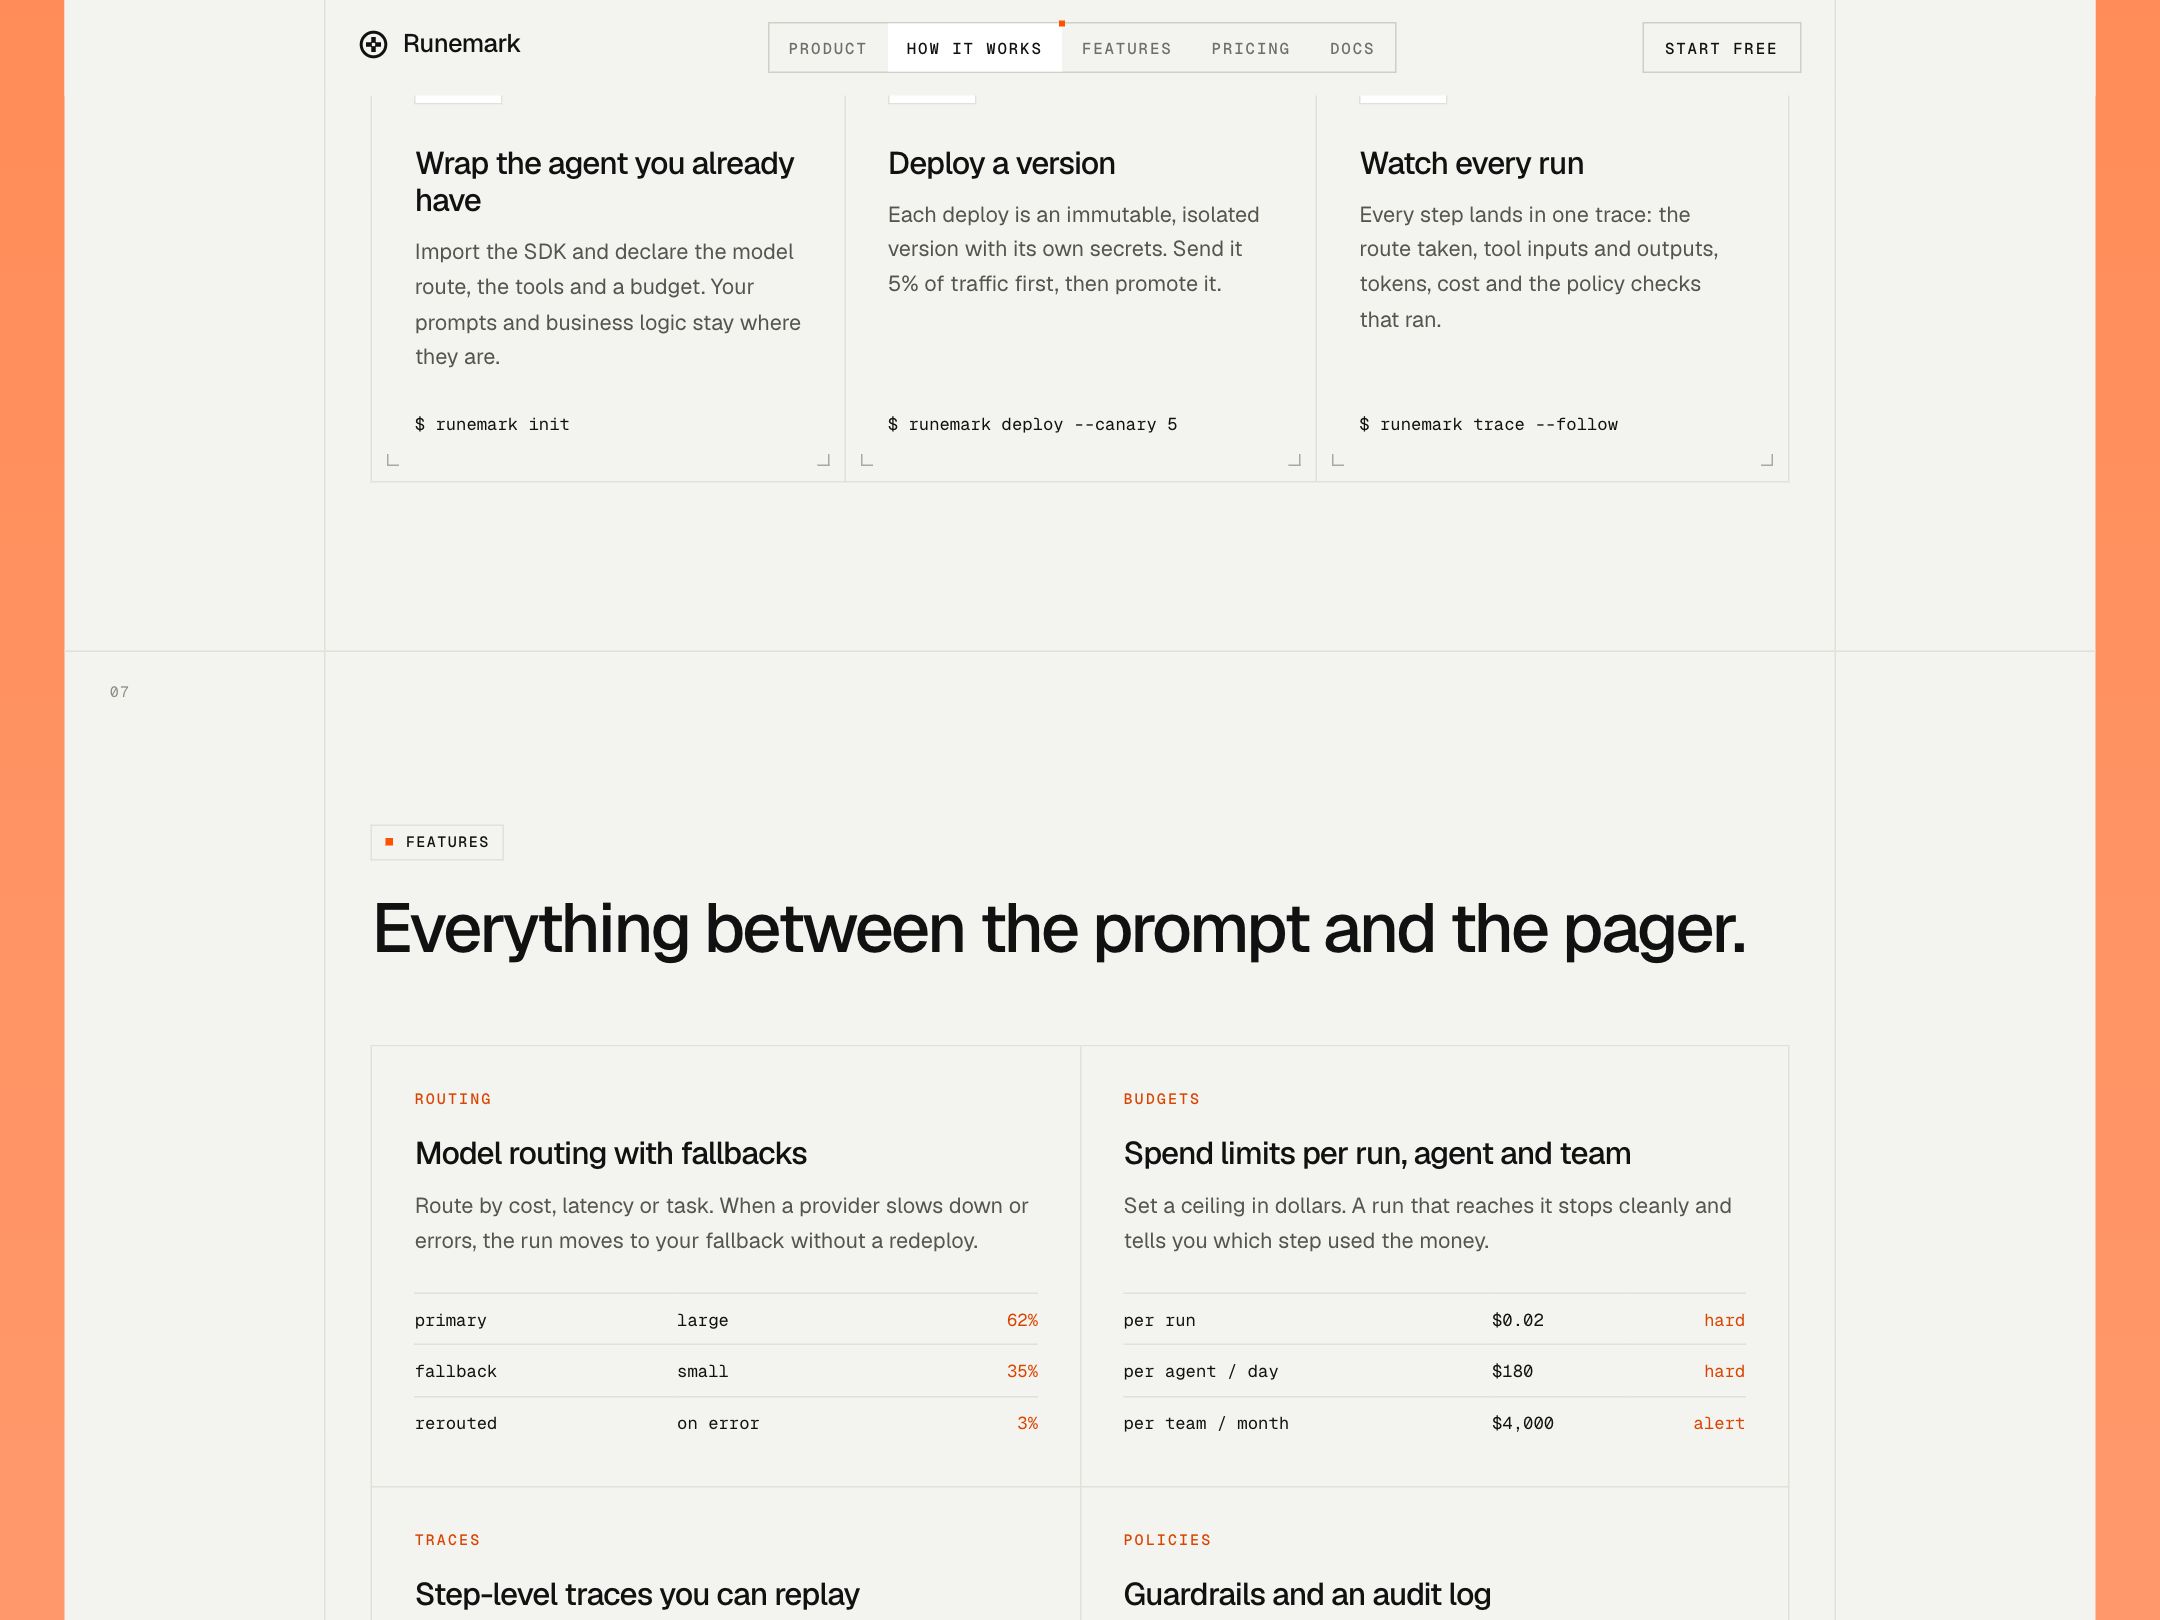 Runemark
PRODUCT
HOW IT WORKS
FEATURES
PRICING
DOCS
START FREE
Wrap the agent you already
have
Import the SDK and declare the model
route, the tools and a budget. Your
prompts and business logic stay where
they are.
$ runemark init
Deploy a version
Each deploy is an immutable, isolated
version with its own secrets. Send it
5% of traffic first, then promote it.
$ runemark deploy --canary 5
Watch every run
Every step lands in one trace: the
route taken, tool inputs and outputs,
tokens, cost and the policy checks
that ran.
$ runemark trace --follow
07
FEATURES
Everything between the prompt and the pager.
ROUTING
Model routing with fallbacks
Route by cost, latency or task. When a provider slows down or
errors, the run moves to your fallback without a redeploy.
primary large 62%
fallback small 35%
rerouted on error 3%
BUDGETS
Spend limits per run, agent and team
Set a ceiling in dollars. A run that reaches it stops cleanly and
tells you which step used the money.
per run $0.02 hard
per agent / day $180 hard
per team / month $4,000 alert
TRACES
Step-level traces you can replay
POLICIES
Guardrails and an audit log